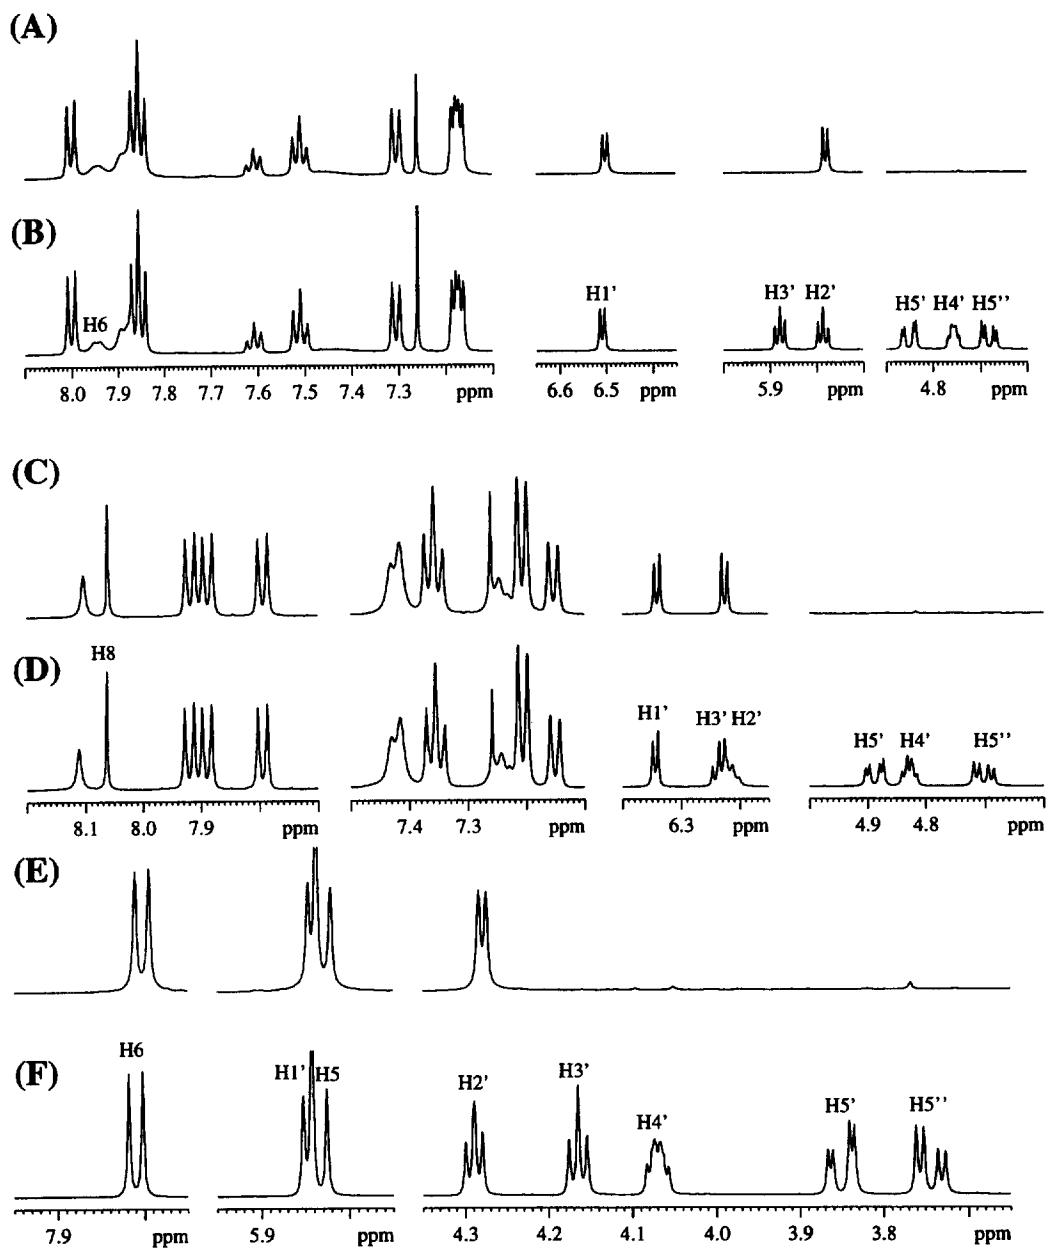 (A)
(B)
H6
H1’
H3’ H2’
H5’ H4’ H5’’
8.0 7.9 7.8 7.7 7.6 7.5 7.4 7.3 ppm
6.6 6.5 ppm
5.9 ppm
4.8 ppm
(C)
(D)
H8
H1’
H3’ H2’
H5’ H4’ H5’’
8.1 8.0 7.9 ppm
7.4 7.3 ppm
6.3 ppm
4.9 4.8 ppm
(E)
(F)
H6
H1’ H5
H2’
H3’
H4’
H5’
H5’’
7.9 ppm
5.9 ppm
4.3 4.2 4.1 4.0 3.9 3.8 ppm